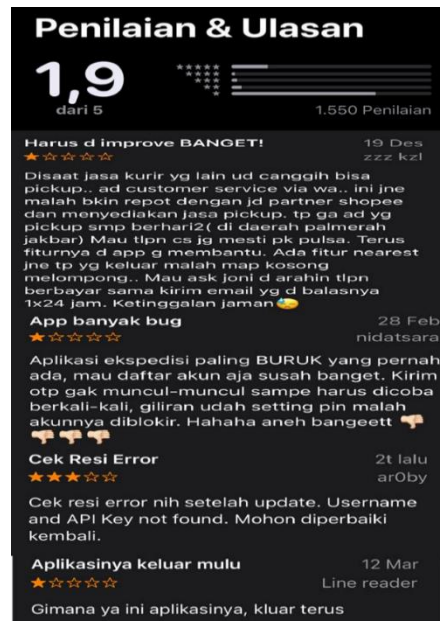 Penilaian & Ulasan
1,9
dari 5
1.550 Penilaian
Harus d improve BANGET!
19 Des
zzz kzl
Disaat jasa kurir yg lain ud canggih bisa
pickup.. ad customer service via wa.. ini jne
malah bkin repot dengan jd partner shopee
dan menyediakan jasa pickup. tp ga ad yg
pickup smp berhari2( di daerah palmerah
jakbar) Mau tlpn cs jg mesti pk pulsa. Terus
fiturnya d app g membantu. Ada fitur nearest
jne tp yg keluar malah map kosong
melompong.. Mau ask joni d arahin tlpn
berbayar sama kirim email yg d balasnya
1x24 jam. Ketinggalan jaman😓
App banyak bug
28 Feb
nidatsara
Aplikasi ekspedisi paling BURUK yang pernah
ada, mau daftar akun aja susah banget. Kirim
otp gak muncul-muncul sampe harus dicoba
berkali-kali, giliran udah setting pin malah
akunnya diblokir. Hahaha aneh bangeett 👎🏻
👎🏻👎🏻👎🏻
Cek Resi Error
2t lalu
ar0by
Cek resi error nih setelah update. Username
and API Key not found. Mohon diperbaiki
kembali.
Aplikasinya keluar mulu
12 Mar
Line reader
Gimana ya ini aplikasinya, kluar terus